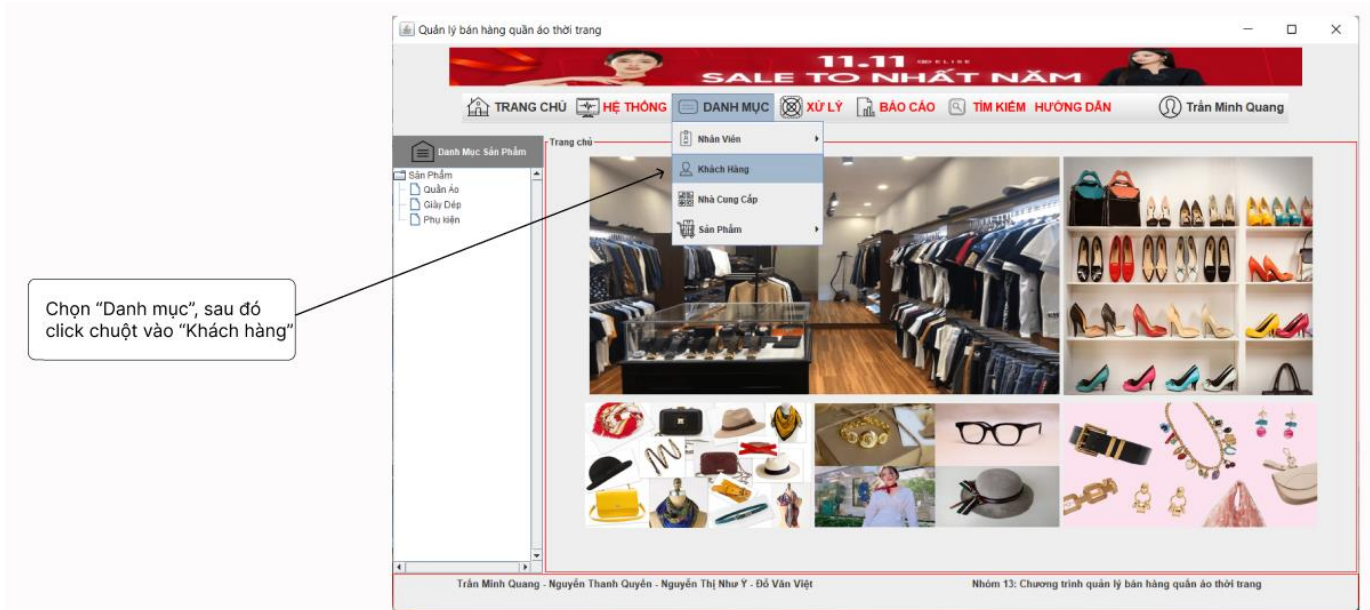 Quản lý bán hàng quần áo thời trang
11.11 ELISE
SALE TO NHẤT NĂM
TRANG CHỦ HỆ THỐNG DANH MỤC XỬ LÝ BÁO CÁO TÌM KIẾM HƯỚNG DẪN Trần Minh Quang
Danh Mục Sản Phẩm
Sản Phẩm
Quần Áo
Giày Dép
Phụ kiện
Trang chủ
Nhân Viên
Khách Hàng
Nhà Cung Cấp
Sản Phẩm
Chọn “Danh mục”, sau đó
click chuột vào “Khách hàng”
Trần Minh Quang - Nguyễn Thanh Quyền - Nguyễn Thị Như Ý - Đỗ Văn Việt
Nhóm 13: Chương trình quản lý bán hàng quần áo thời trang